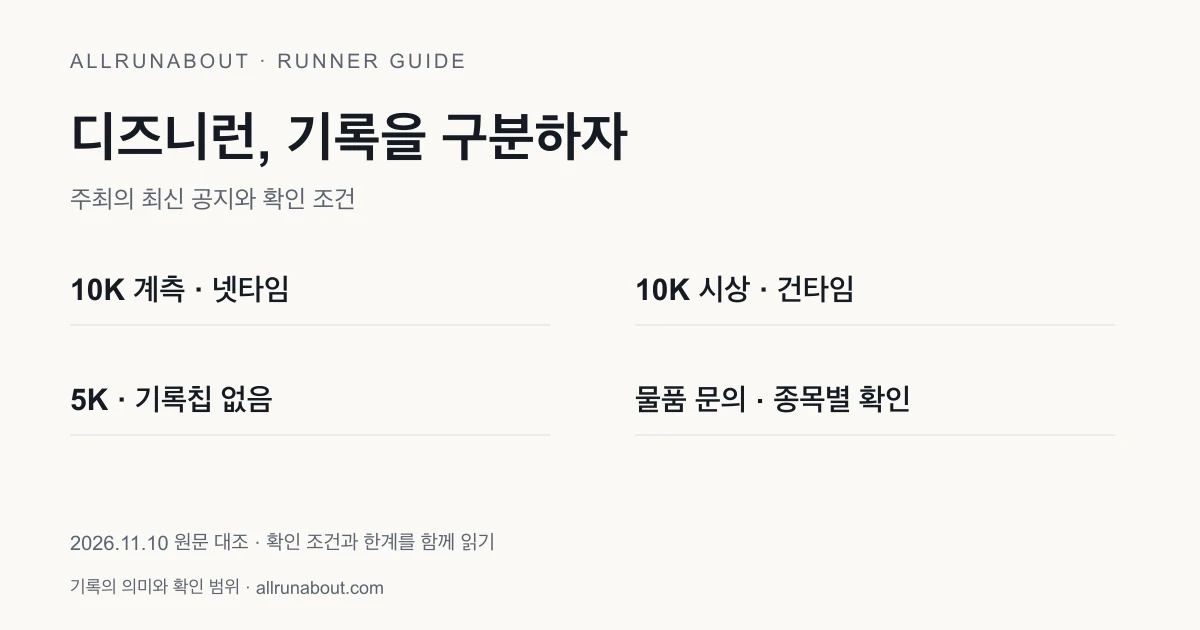 ALLRUNABOUT · RUNNER GUIDE
디즈니런, 기록을 구분하자
주최의 최신 공지와 확인 조건
10K 계측 · 넷타임
10K 시상 · 건타임
5K · 기록칩 없음
물품 문의 · 종목별 확인
2026.11.10 원문 대조 · 확인 조건과 한계를 함께 읽기
기록의 의미와 확인 범위 · allrunabout.com